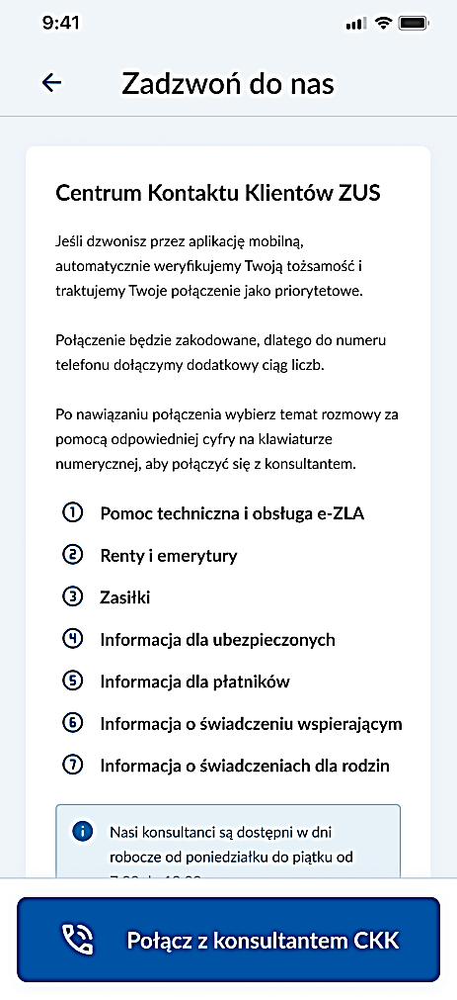 9:41
Zadzwoń do nas
Centrum Kontaktu Klientów ZUS
Jeśli dzwonisz przez aplikację mobilną,
automatycznie weryfikujemy Twoją tożsamość i
traktujemy Twoje połączenie jako priorytetowe.
Połączenie będzie zakodowane, dlatego do numeru
telefonu dołączymy dodatkowy ciąg liczb.
Po nawiązaniu połączenia wybierz temat rozmowy za
pomocą odpowiedniej cyfry na klawiaturze
numerycznej, aby połączyć się z konsultantem.
1 Pomoc techniczna i obsługa e-ZLA
2 Renty i emerytury
3 Zasiłki
4 Informacja dla ubezpieczonych
5 Informacja dla płatników
6 Informacja o świadczeniu wspierającym
7 Informacja o świadczeniach dla rodzin
Nasi konsultanci są dostępni w dni
robocze od poniedziałku do piątku od
Połącz z konsultantem CKK